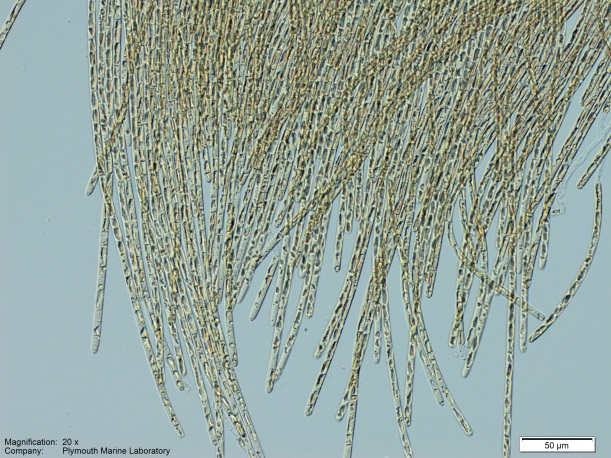 Magnification: 20 x
Company: Plymouth Marine Laboratory
50 µm